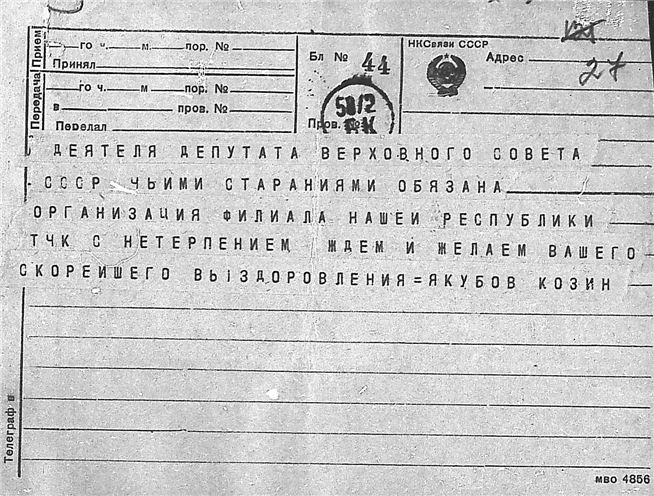 НКСвязи СССР
Прием
го ч. м пор. №
Принял
Бл № 44
Адрес
27
Передача
го ч. м пор. №
в пров. №
Передал
Пров.
ДЕЯТЕЛЯ ДЕПУТАТА ВЕРХОВНОГО СОВЕТА
СССР ЧЬИМИ СТАРАНИЯМИ ОБЯЗАНА
ОРГАНИЗАЦИЯ ФИЛИАЛА НАШЕИ РЕСПУБЛИКИ
ТЧК С НЕТЕРПЕНИЕМ ЖДЕМ И ЖЕЛАЕМ ВАШЕГО
СКОРЕИШЕГО ВЫЗДОРОВЛЕНИЯ=ЯКУБОВ КОЗИН
Телеграф в
мво 4856